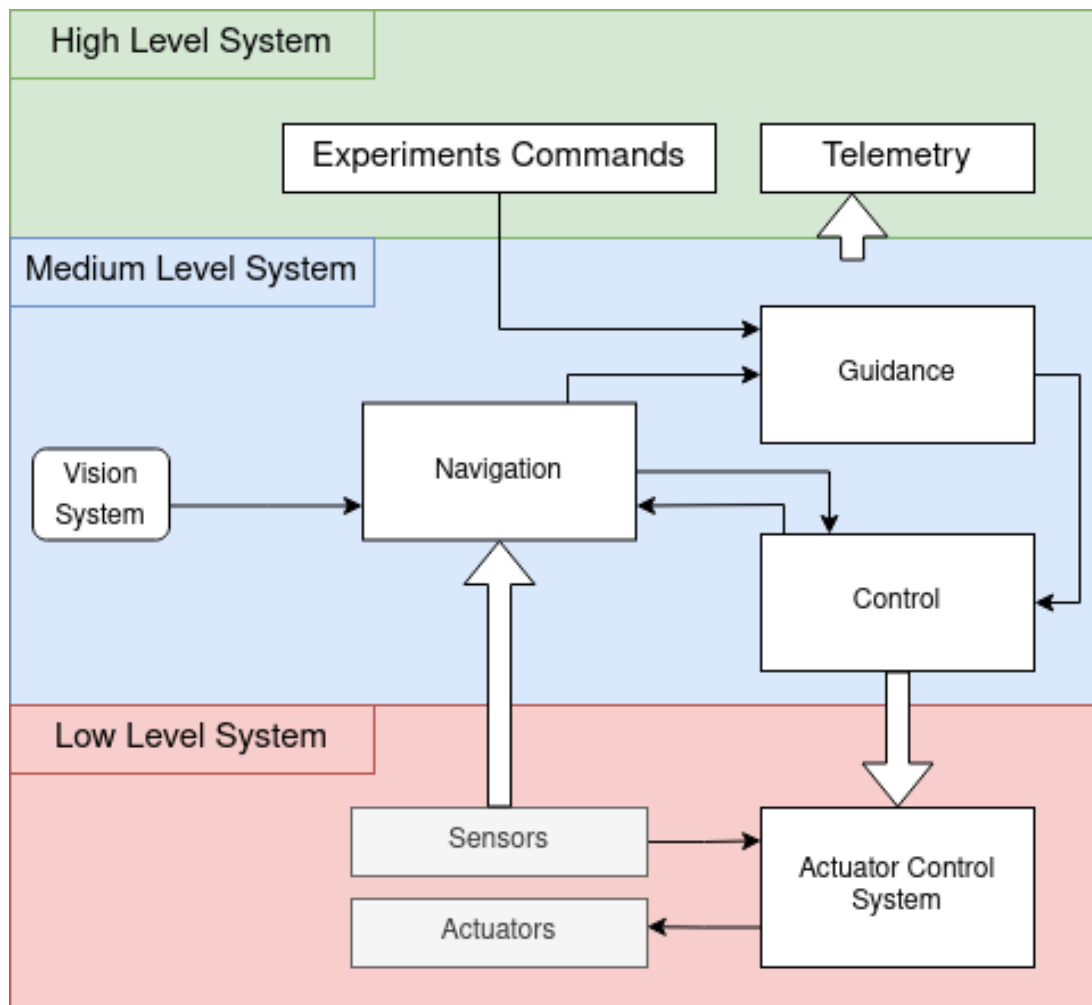 High Level System
Experiments Commands
Telemetry
Medium Level System
Guidance
Navigation
Vision
System
Control
Low Level System
Sensors
Actuator Control
System
Actuators